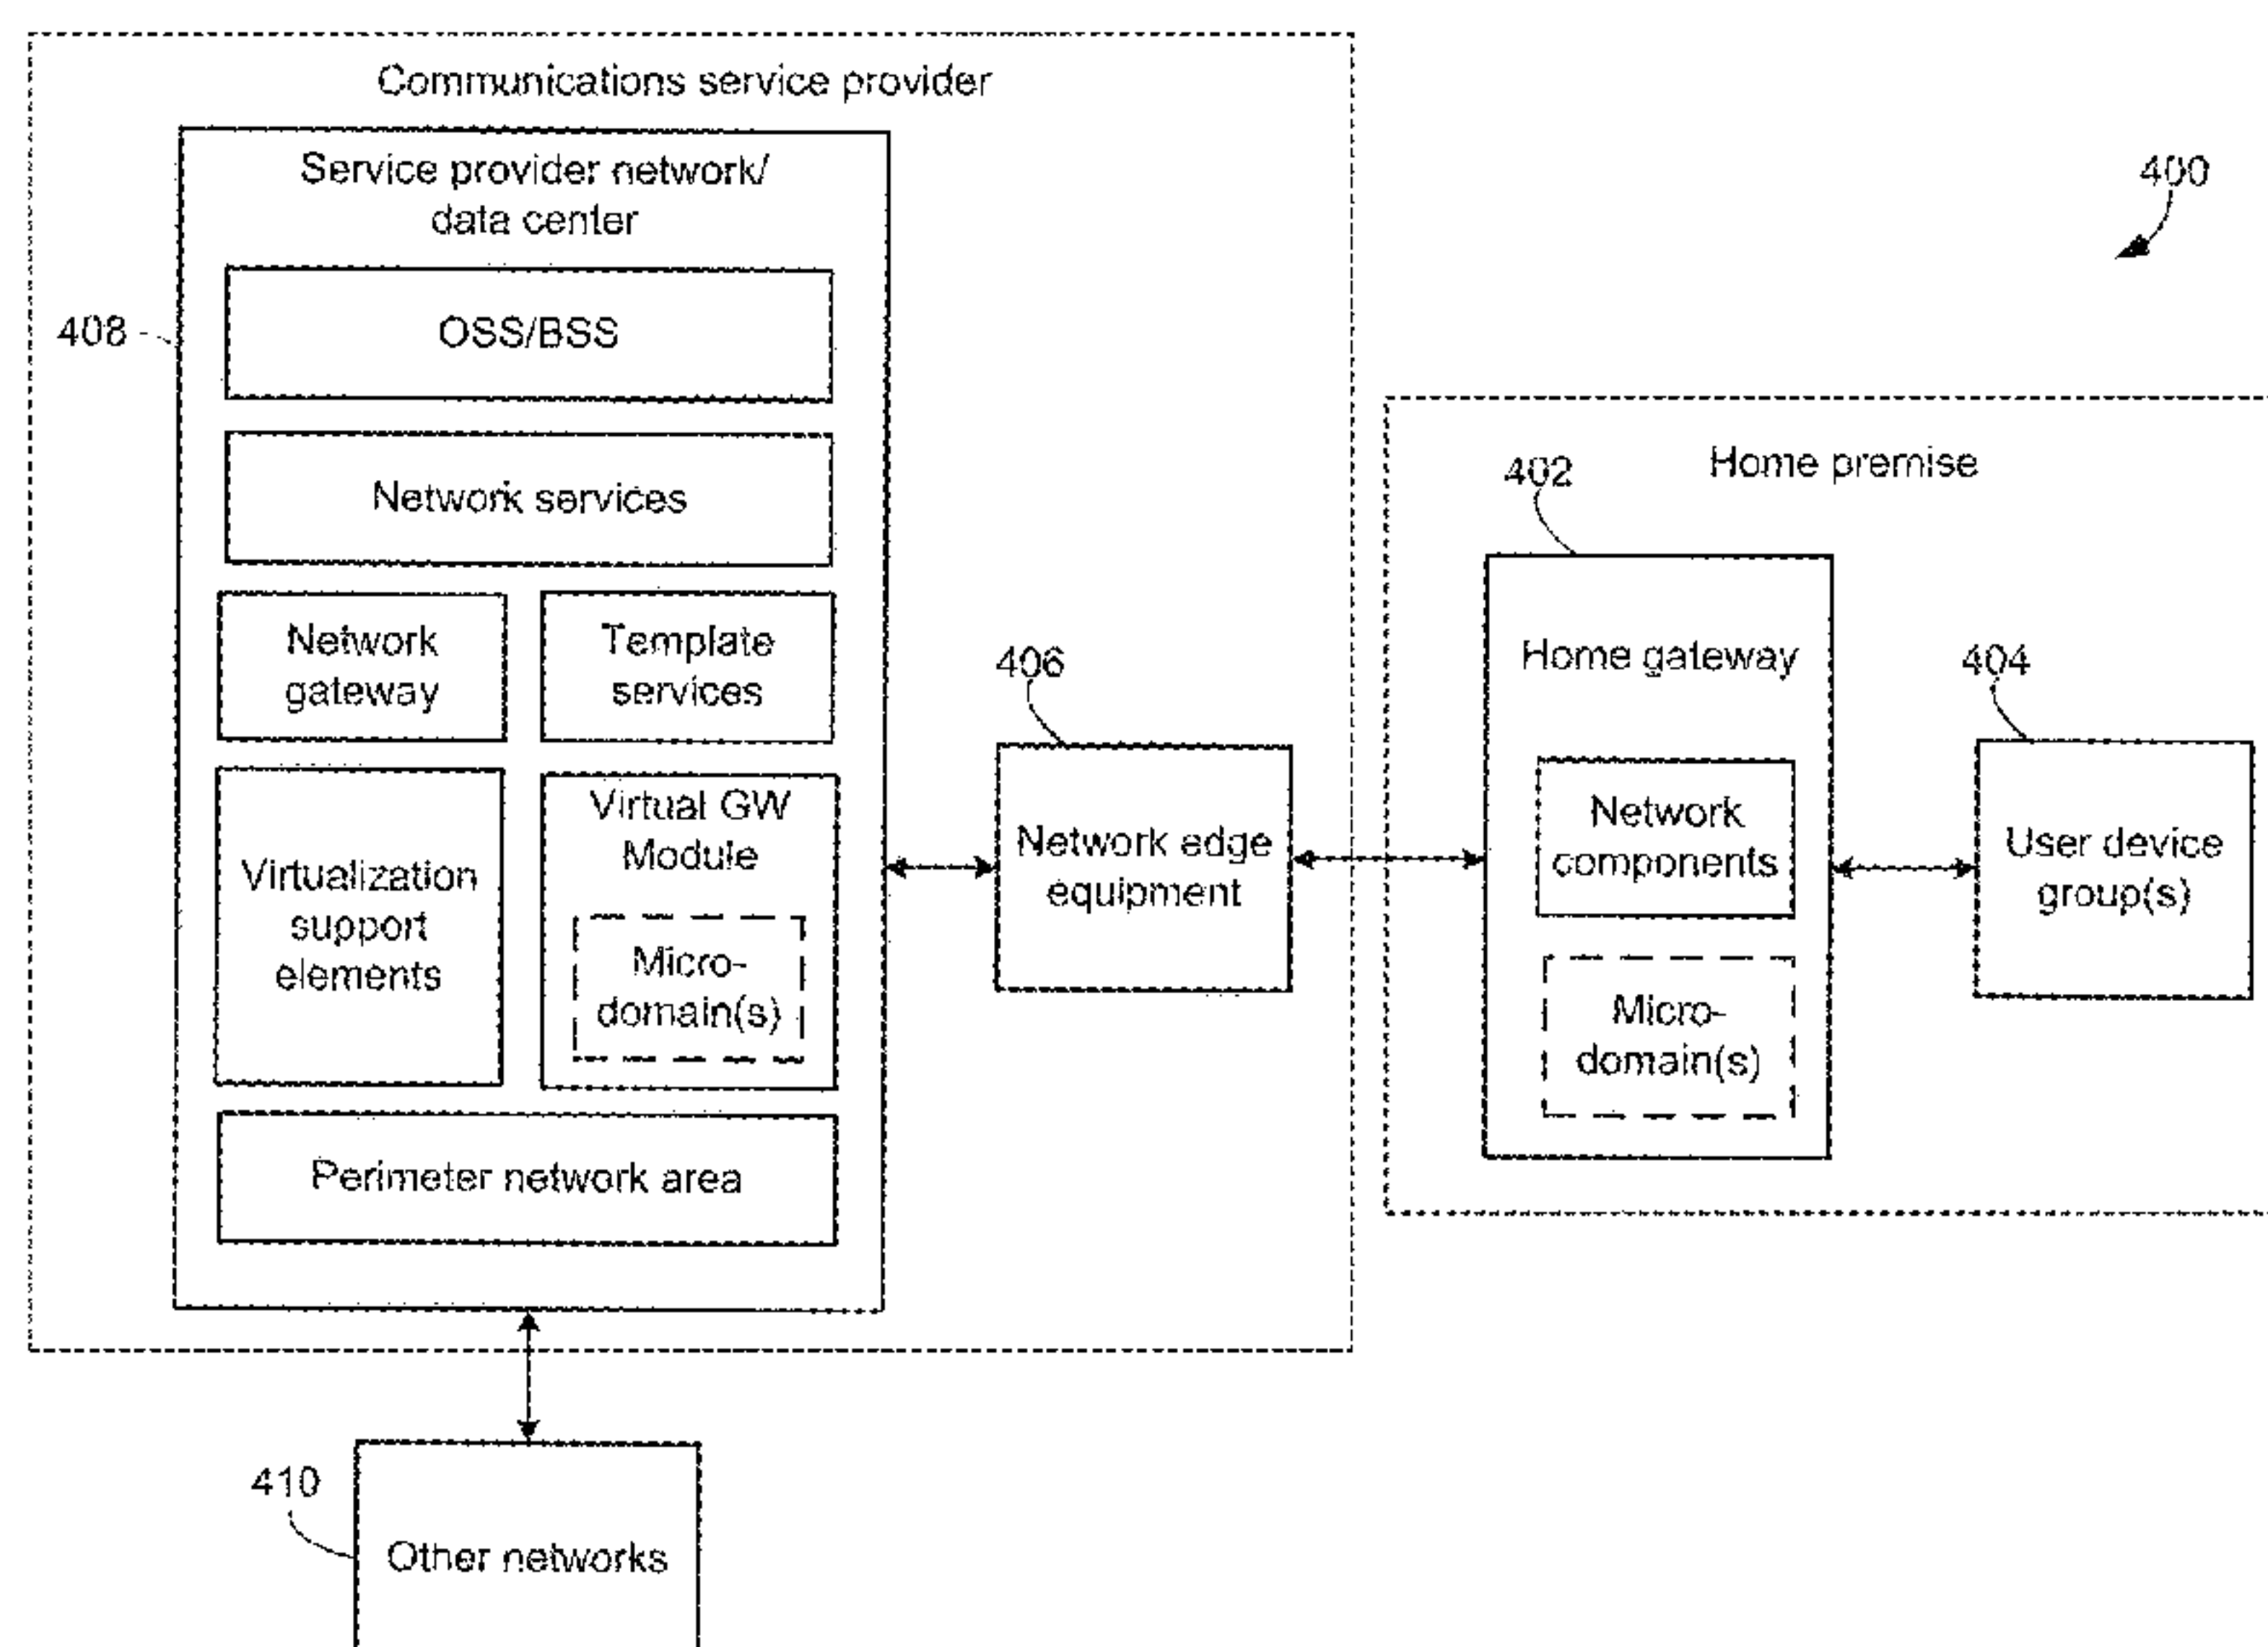 Communications service provider
Service provider network/
data center
400
408
OSS/BSS
Network services
402
Home premise
Network
gateway
Template
services
406
Home gateway
404
Virtualization
support
elements
Virtual GW
Module
Micro-
domain(s)
Network edge
equipment
Network
components
Micro-
domain(s)
User device
group(s)
Perimeter network area
410
Other networks